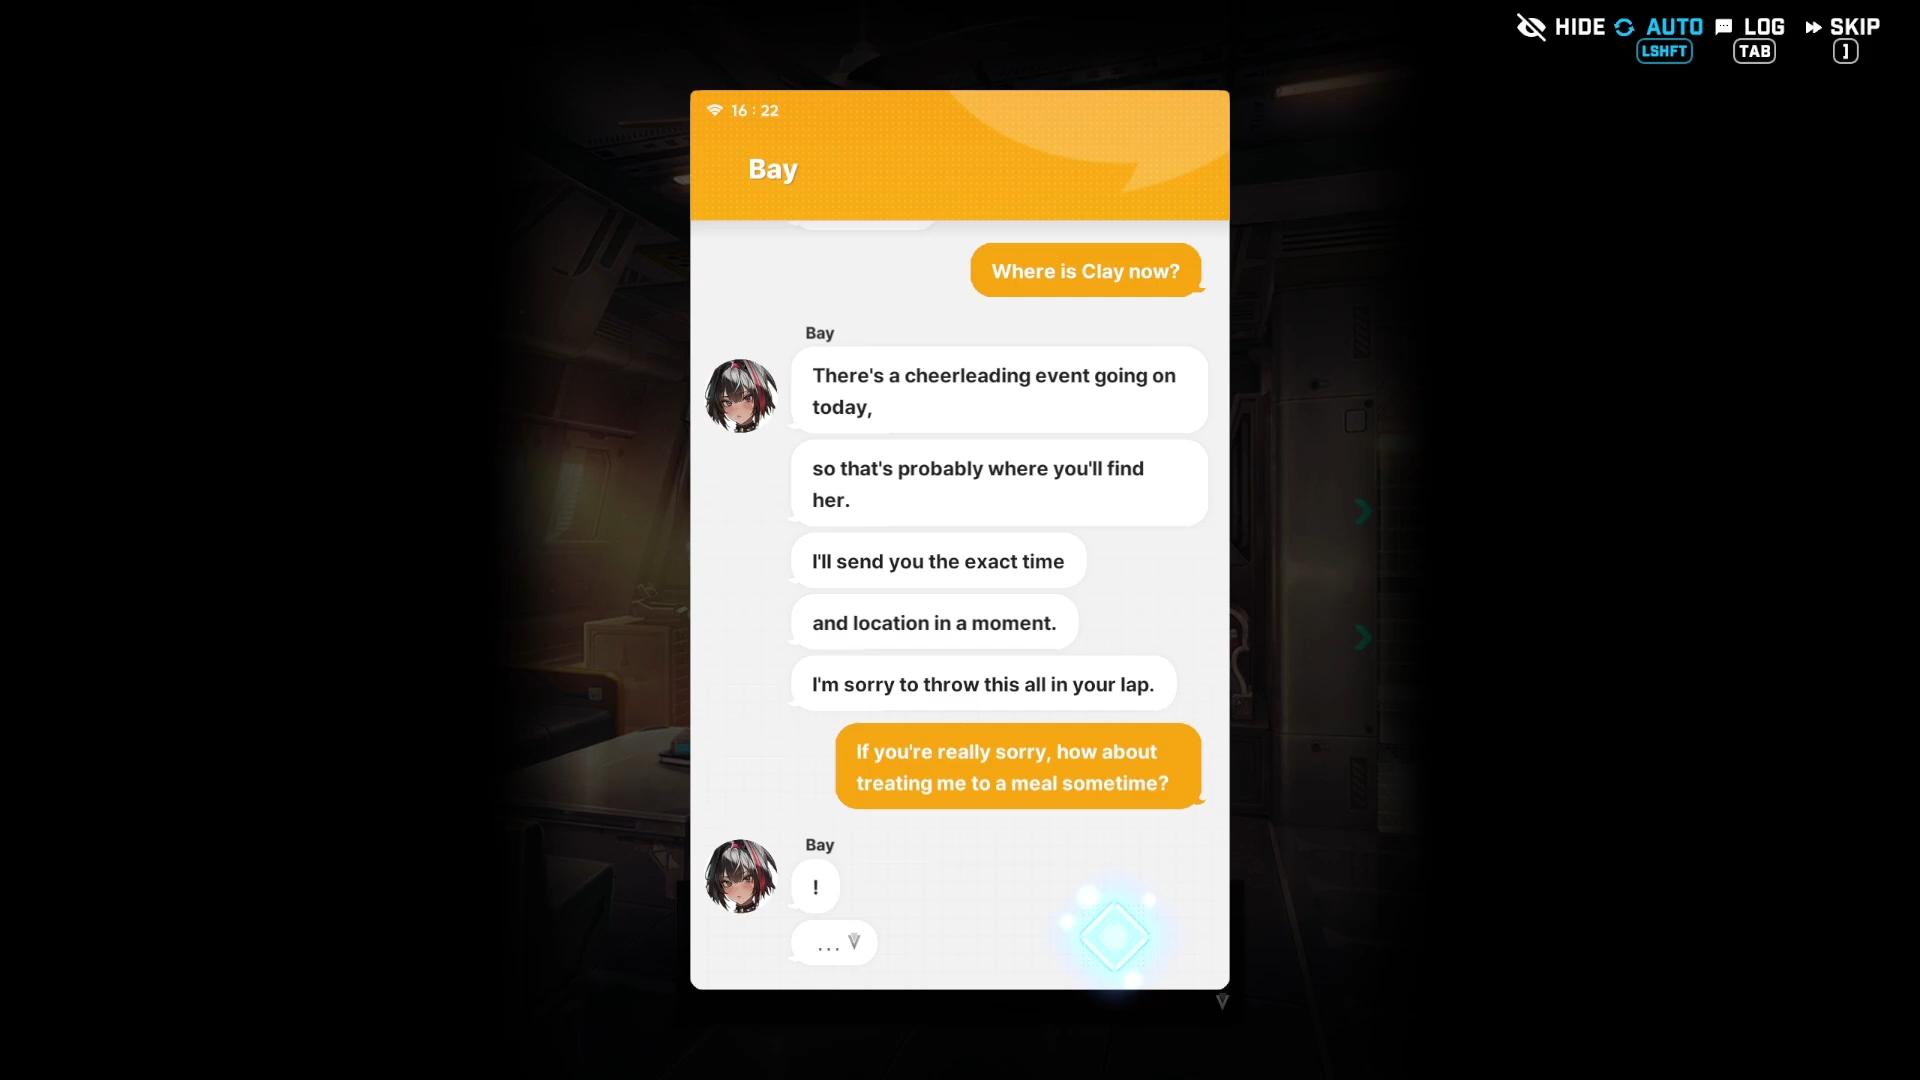 HIDE AUTO LOG SKIP
LSHFT TAB ]
16 : 22
Bay
Where is Clay now?
Bay
There's a cheerleading event going on
today,
so that's probably where you'll find
her.
I'll send you the exact time
and location in a moment.
I'm sorry to throw this all in your lap.
If you're really sorry, how about
treating me to a meal sometime?
Bay
!
...